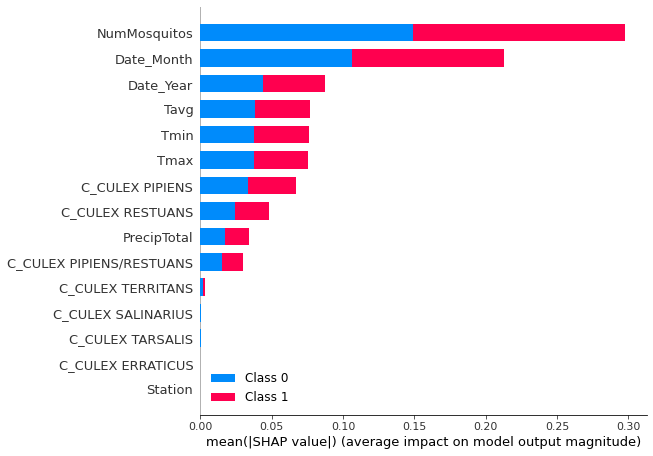 NumMosquitos
Date_Month
Date_Year
Tavg
Tmin
Tmax
C_CULEX PIPIENS
C_CULEX RESTUANS
PrecipTotal
C_CULEX PIPIENS/RESTUANS
C_CULEX TERRITANS
C_CULEX SALINARIUS
C_CULEX TARSALIS
C_CULEX ERRATICUS
Station
Class 0
Class 1
0.00 0.05 0.10 0.15 0.20 0.25 0.30
mean(|SHAP value|) (average impact on model output magnitude)